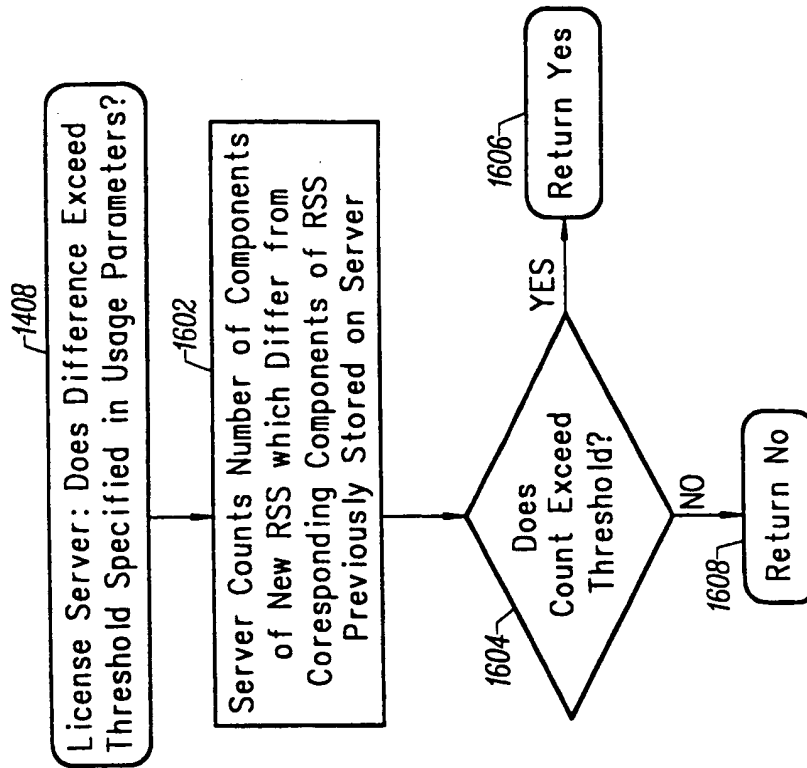 1408
License Server: Does Difference Exceed
Threshold Specified in Usage Parameters?
1602
Server Counts Number of Components
of New RSS which Differ from
Coresponding Components of RSS
Previously Stored on Server
1604
Does
Count Exceed
Threshold?
YES
1606
Return Yes
NO
1608
Return No